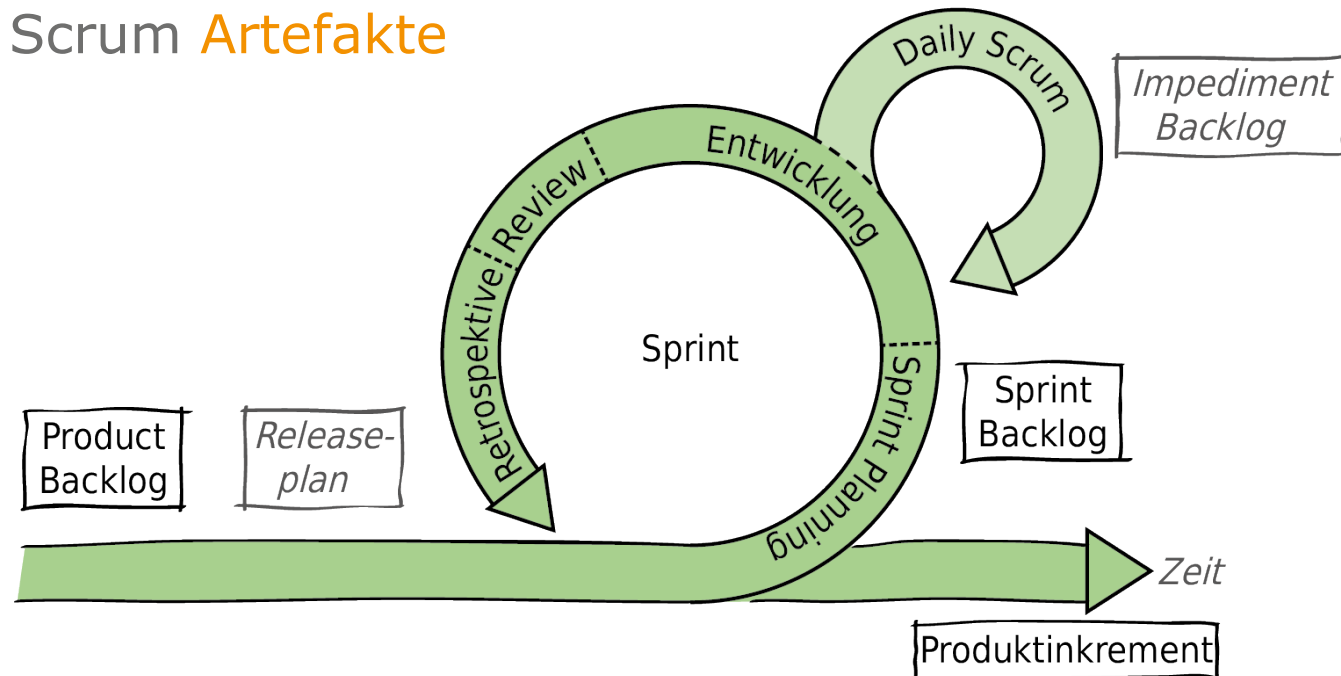 Scrum Artefakte
Daily Scrum
Impediment
Backlog
Entwicklung
Review
Retrospektive
Sprint
Sprint Planning
Sprint
Backlog
Product
Backlog
Release-
plan
Zeit
Produktinkrement